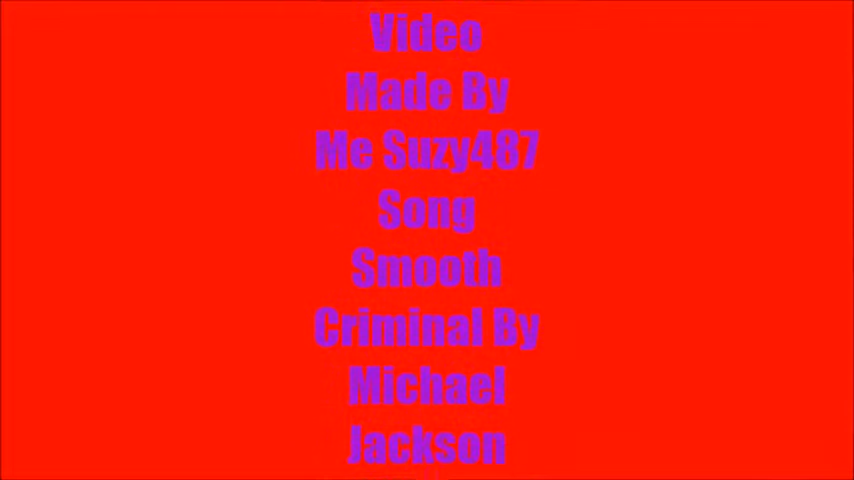 Video
Made By
Me Suzy487
Song
Smooth
Criminal By
Michael
Jackson